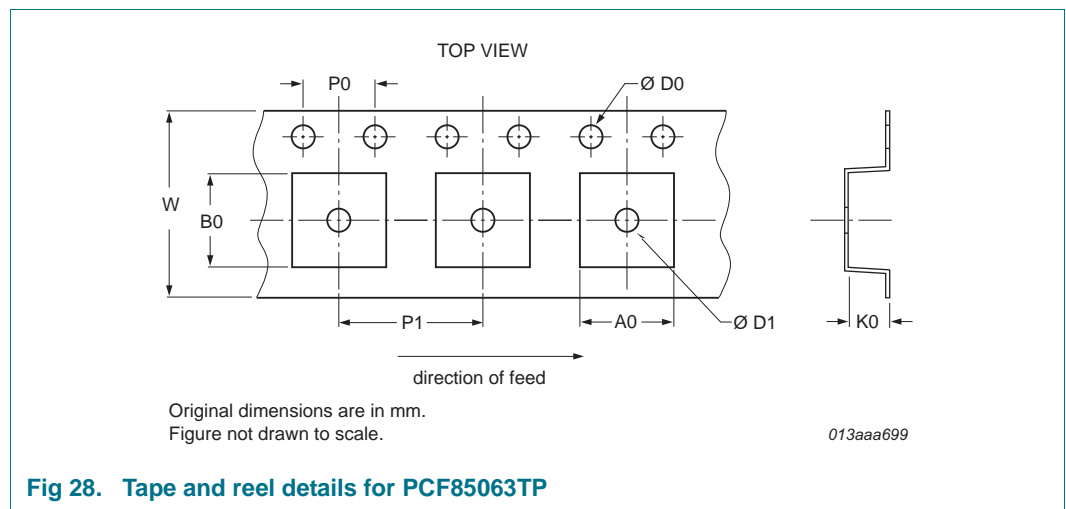 TOP VIEW
P0
Ø D0
W
B0
P1
A0
Ø D1
K0
direction of feed
Original dimensions are in mm.
Figure not drawn to scale.
013aaa699
Fig 28. Tape and reel details for PCF85063TP